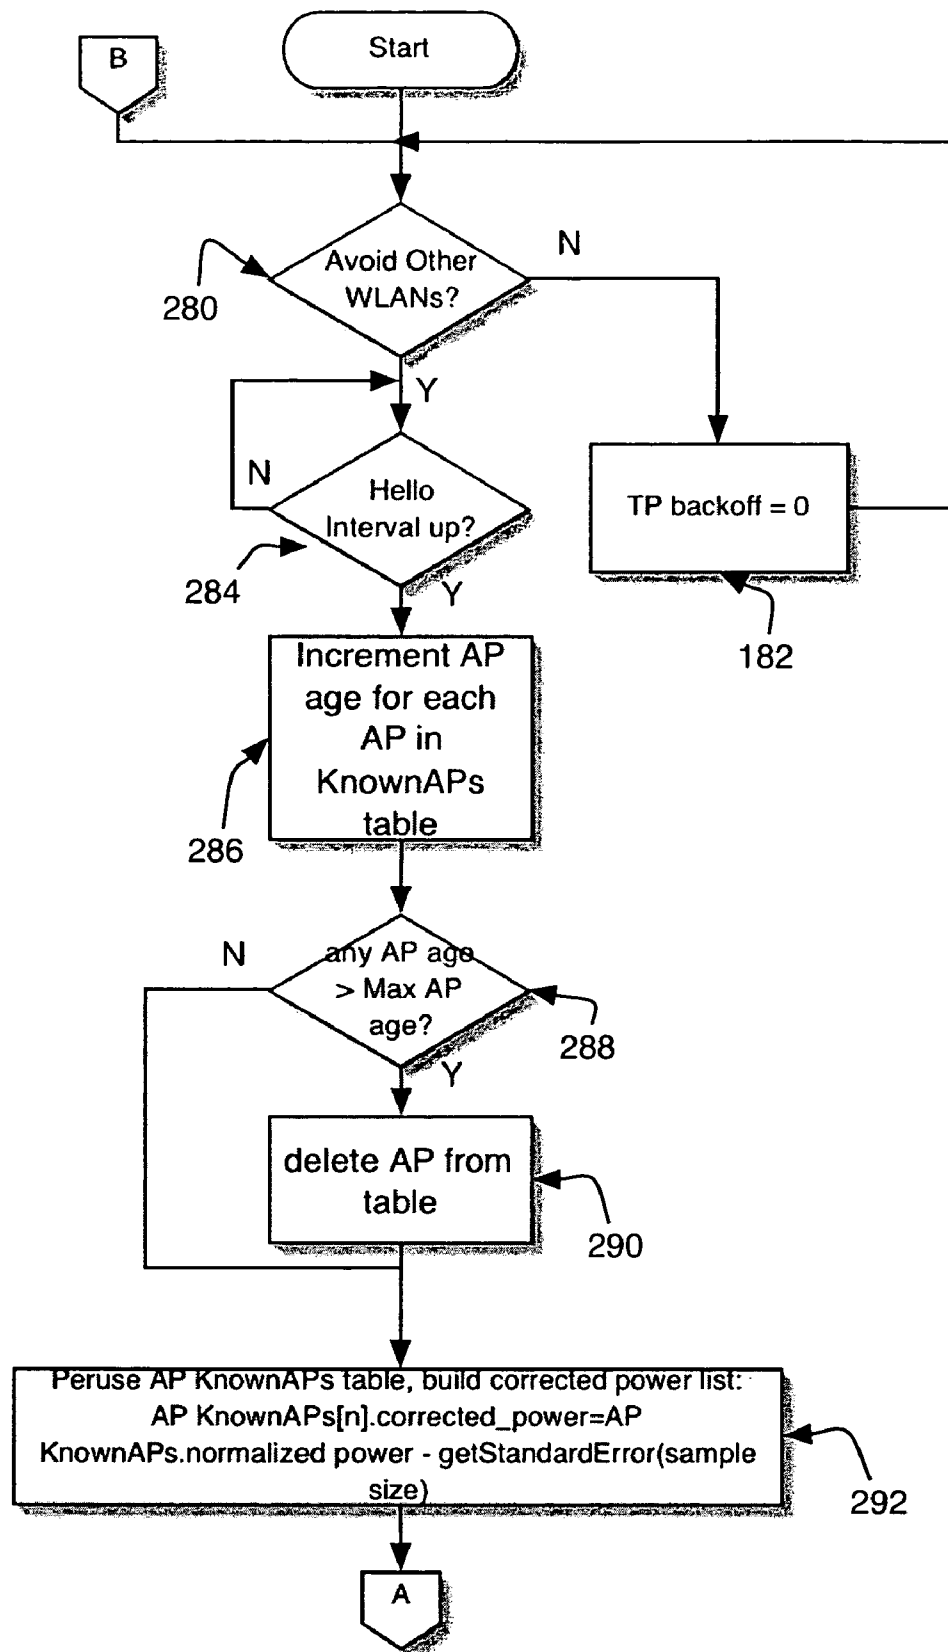 B
Start
Avoid Other
WLANs?
N
280
Y
N
Hello
Interval up?
TP backoff = 0
284
Y
182
Increment AP
age for each
AP in
KnownAPs
table
286
N
any AP age
> Max AP
age?
288
Y
delete AP from
table
290
Peruse AP KnownAPs table, build corrected power list:
AP KnownAPs[n].corrected_power=AP
KnownAPs.normalized power - getStandardError(sample
size)
292
A